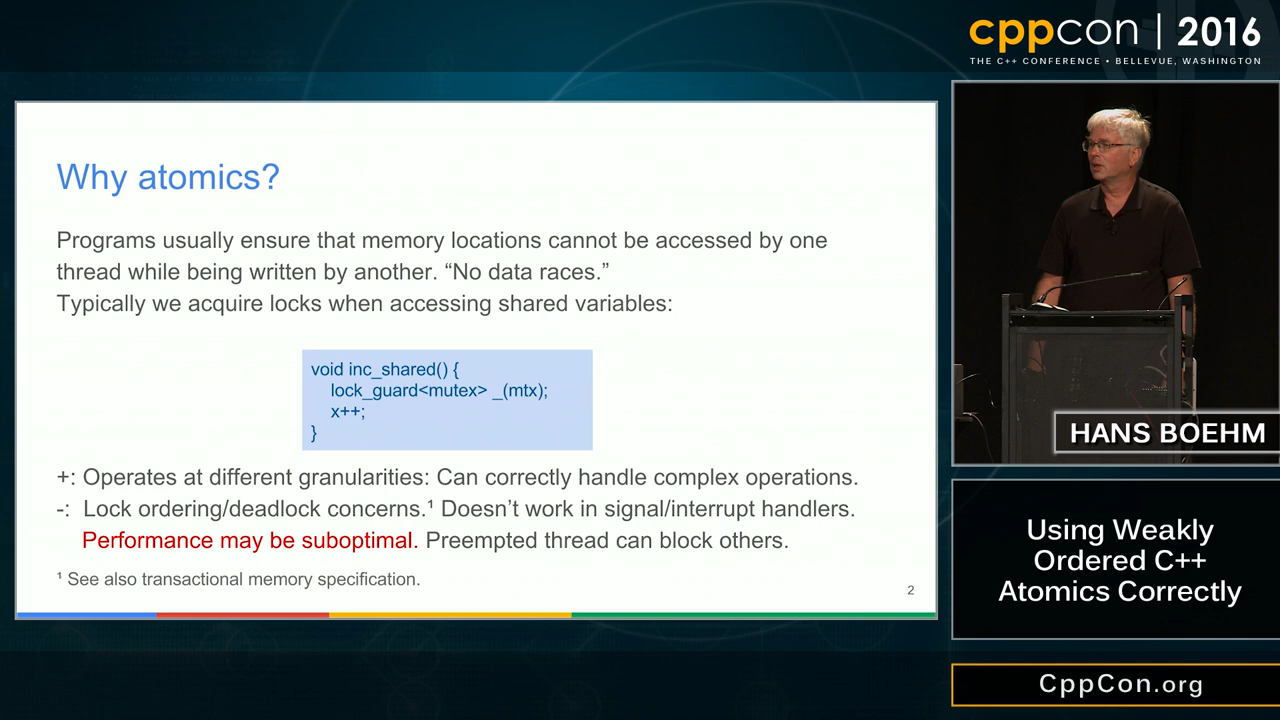 cppcon | 2016
THE C++ CONFERENCE • BELLEVUE, WASHINGTON
Why atomics?
Programs usually ensure that memory locations cannot be accessed by one
thread while being written by another. “No data races.”
Typically we acquire locks when accessing shared variables:
void inc_shared() {
lock_guard<mutex> _(mtx);
x++;
}
+: Operates at different granularities: Can correctly handle complex operations.
-: Lock ordering/deadlock concerns.¹ Doesn’t work in signal/interrupt handlers.
Performance may be suboptimal. Preempted thread can block others.
¹ See also transactional memory specification.
2
HANS BOEHM
Using Weakly
Ordered C++
Atomics Correctly
CppCon.org